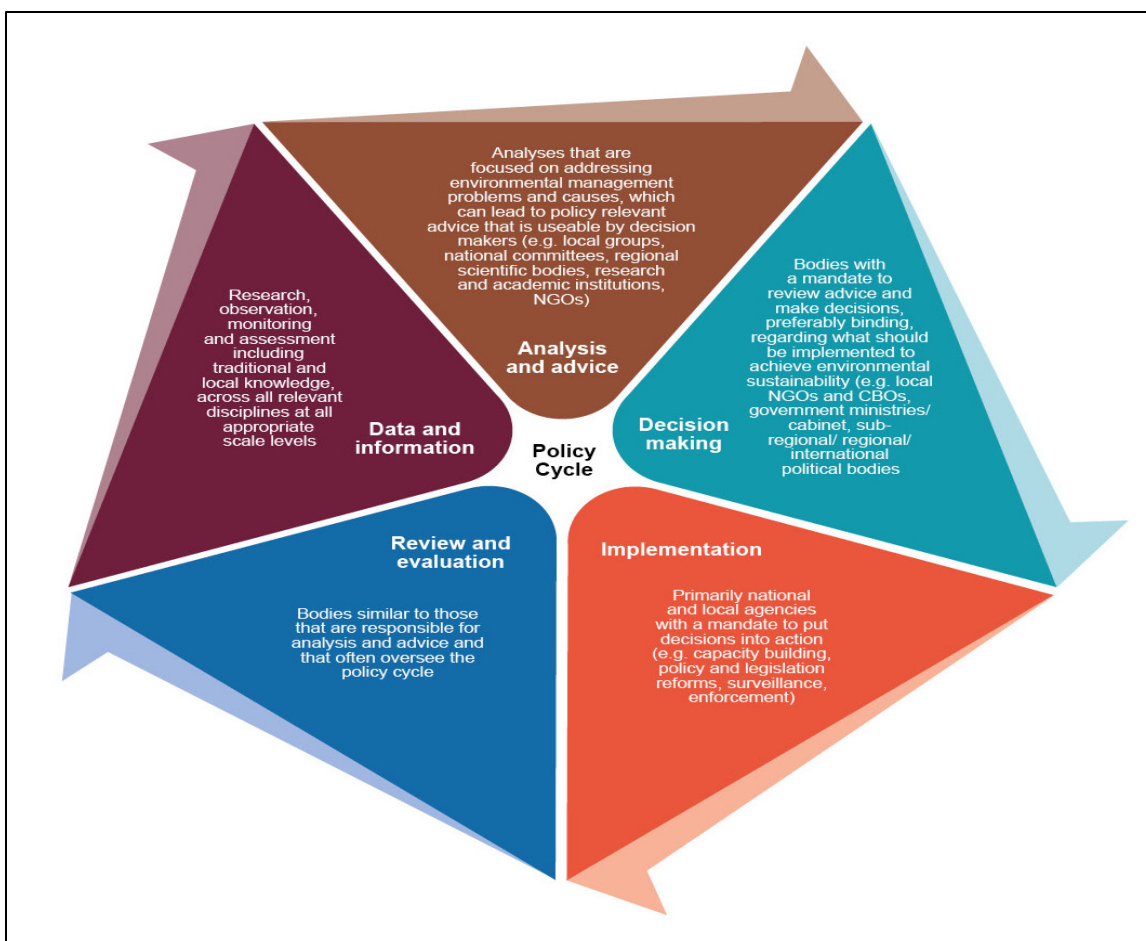 Analyses that are
focused on addressing
environmental management
problems and causes, which
can lead to policy relevant
advice that is useable by decision
makers (e.g. local groups,
national committees, regional
scientific bodies, research
and academic institutions,
NGOs)
Analysis
and advice
Bodies with
a mandate to
review advice and
make decisions,
preferably binding,
regarding what should
be implemented to
achieve environmental
sustainability (e.g. local
NGOs and CBOs,
government ministries/
cabinet, sub-
regional/ regional/
international
political bodies
Decision
making
Implementation
Primarily national
and local agencies
with a mandate to put
decisions into action
(e.g. capacity building,
policy and legislation
reforms, surveillance,
enforcement)
Review and
evaluation
Bodies similar to those
that are responsible for
analysis and advice and
that often oversee the
policy cycle
Research,
observation,
monitoring
and assessment
including
traditional and
local knowledge,
across all relevant
disciplines at all
appropriate
scale levels
Data and
information
Policy
Cycle